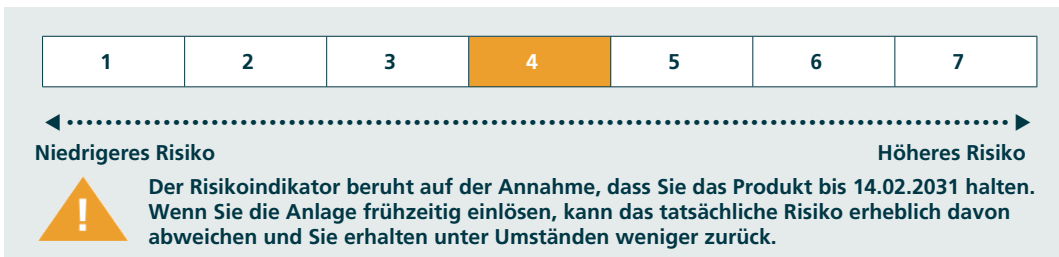 1 2 3 4 5 6 7
Niedrigeres Risiko Höheres Risiko
!
Der Risikoindikator beruht auf der Annahme, dass Sie das Produkt bis 14.02.2031 halten.
Wenn Sie die Anlage frühzeitig einlösen, kann das tatsächliche Risiko erheblich davon
abweichen und Sie erhalten unter Umständen weniger zurück.